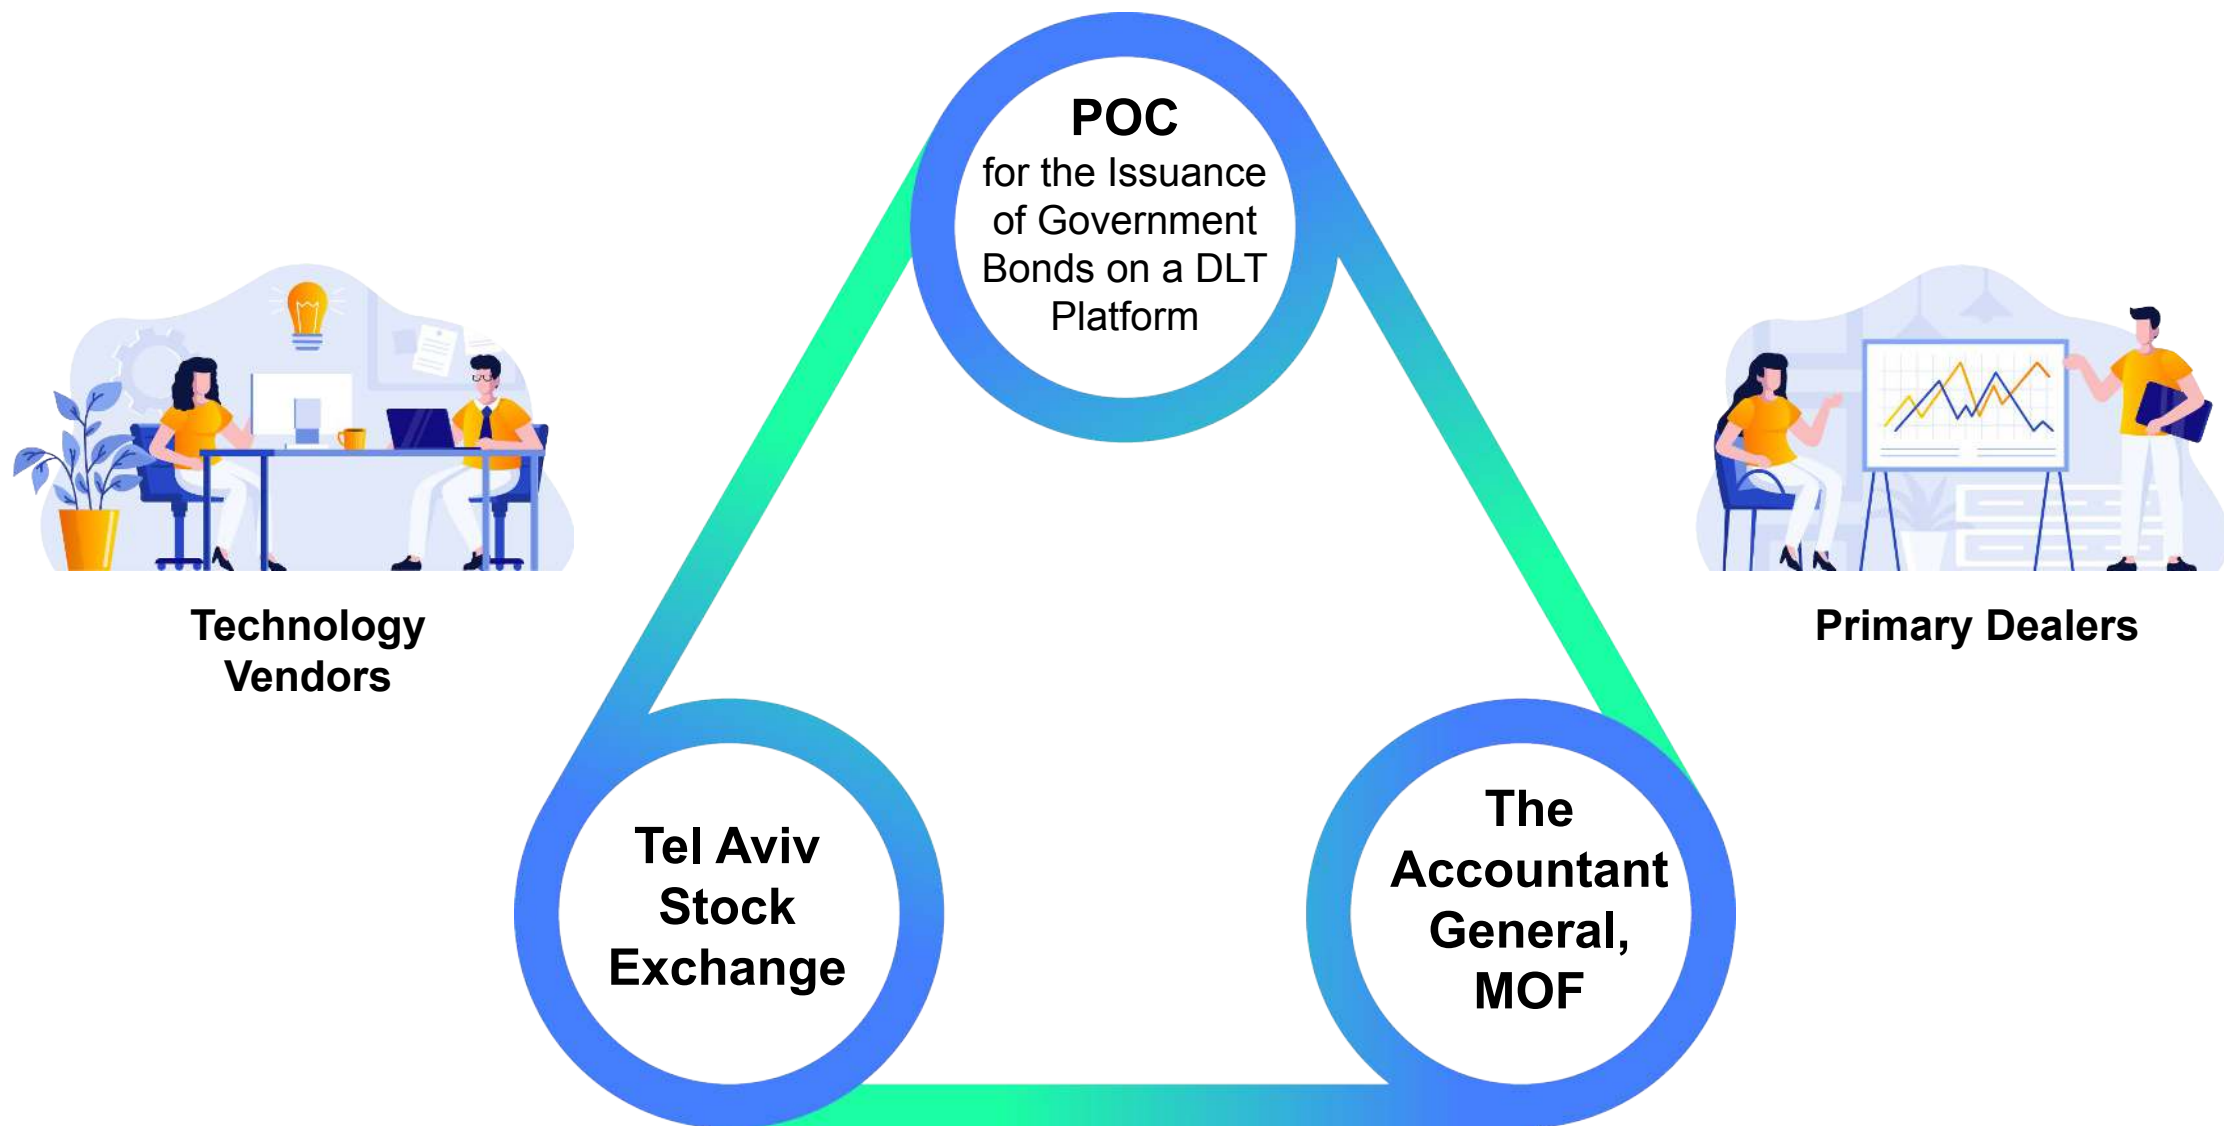 POC
for the Issuance
of Government
Bonds on a DLT
Platform
Technology
Vendors
Primary Dealers
Tel Aviv
Stock
Exchange
The
Accountant
General,
MOF